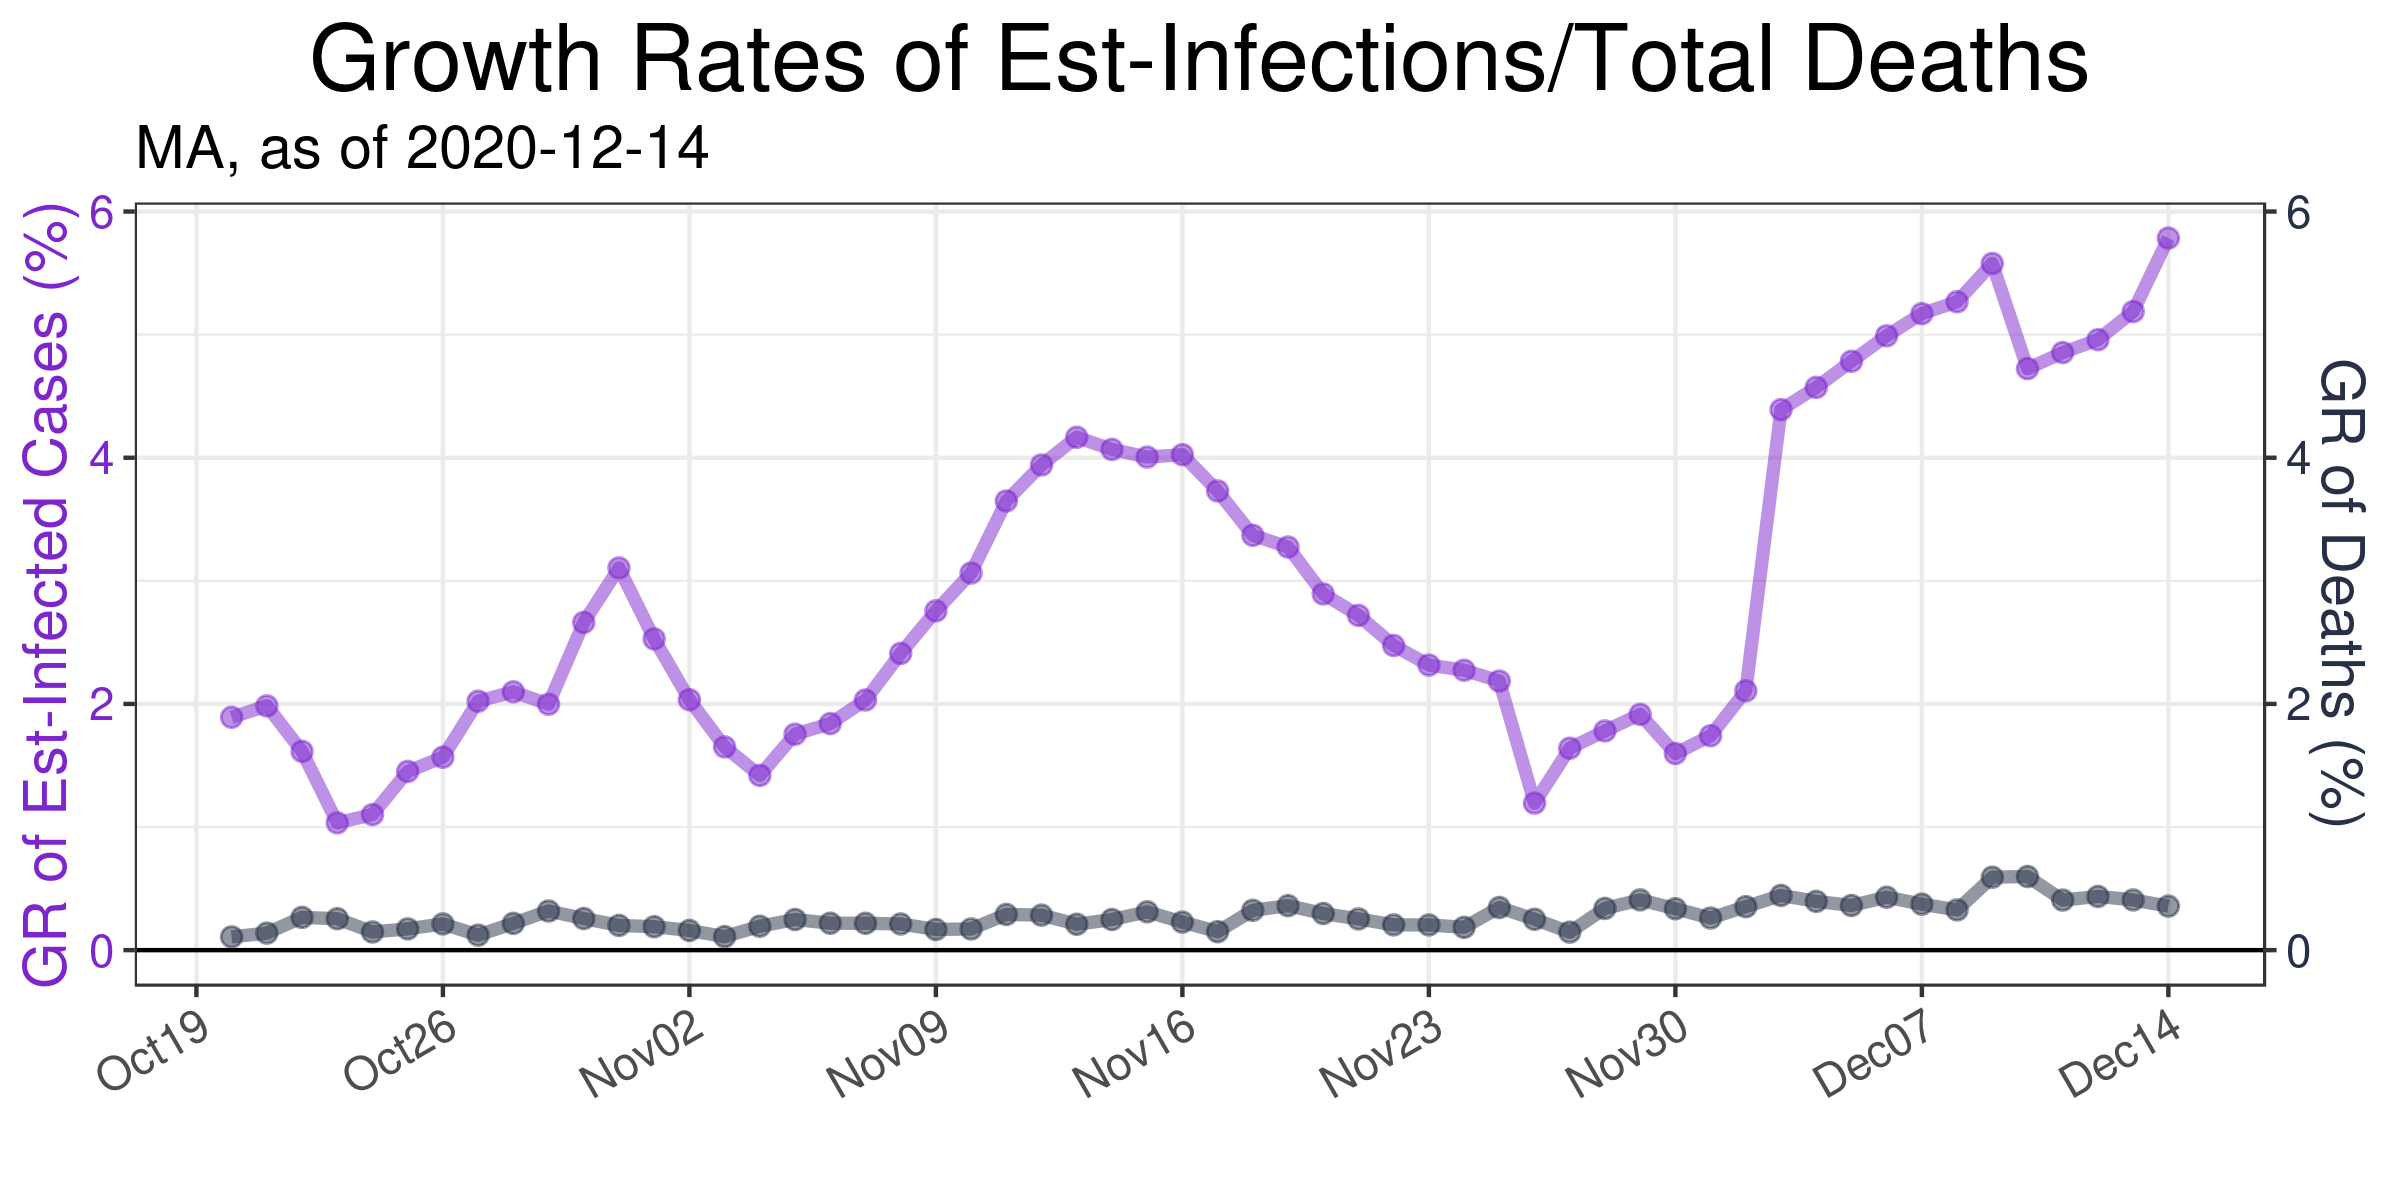 Growth Rates of Est-Infections/Total Deaths
MA, as of 2020-12-14
GR of Est-Infected Cases (%)
6
4
2
0
6
4
2
0
GR of Deaths (%)
Oct19
Oct26
Nov02
Nov09
Nov16
Nov23
Nov30
Dec07
Dec14